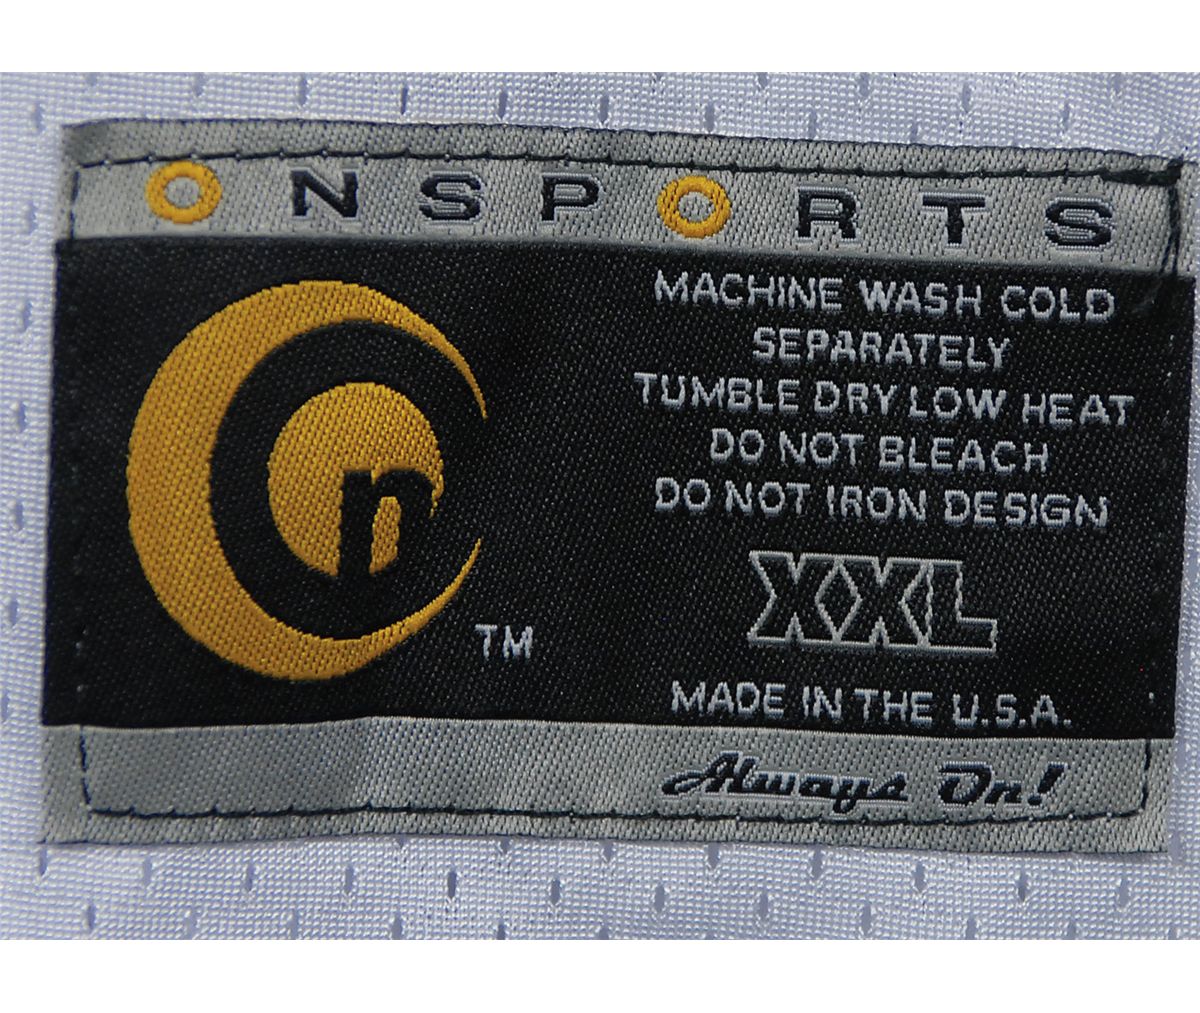 ONSPORTS
On
TM
MACHINE WASH COLD
SEPARATELY
TUMBLE DRY LOW HEAT
DO NOT BLEACH
DO NOT IRON DESIGN
XXL
MADE IN THE U.S.A.
Always On!